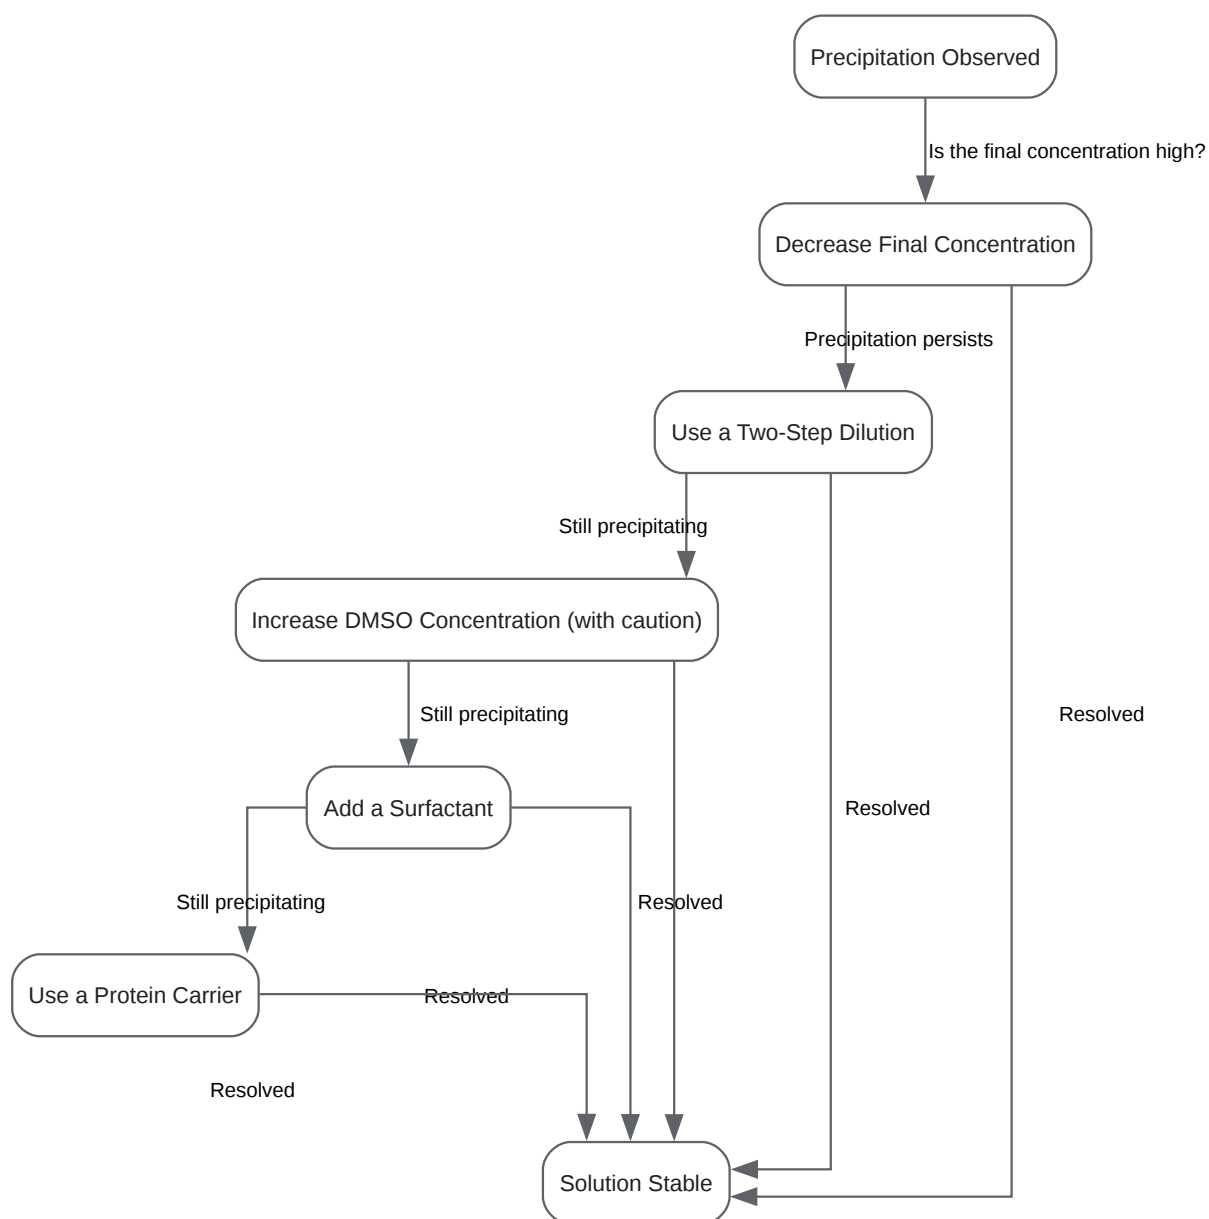 Precipitation Observed
Is the final concentration high?
Decrease Final Concentration
Precipitation persists
Use a Two-Step Dilution
Still precipitating
Increase DMSO Concentration (with caution)
Still precipitating
Resolved
Add a Surfactant
Resolved
Still precipitating
Resolved
Use a Protein Carrier
Resolved
Resolved
Solution Stable